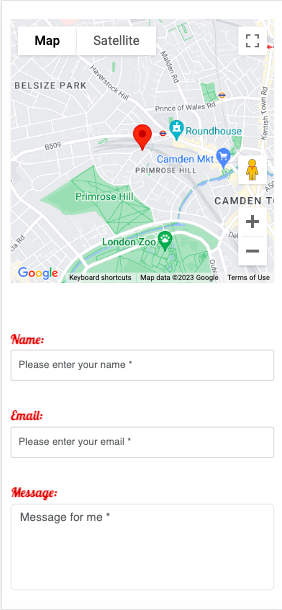 Map Satellite
BELSIZE PARK
Haverstock Hill
Malden Rd
Prince of Wales Rd
Kentish Town Rd
B509
Roundhouse
Camden Mkt
PRIMROSE HILL
Primrose Hill
CAMDEN TO
London Zoo
Google
Keyboard shortcuts Map data ©2023 Google Terms of Use
Name:
Please enter your name *
Email:
Please enter your email *
Message:
Message for me *